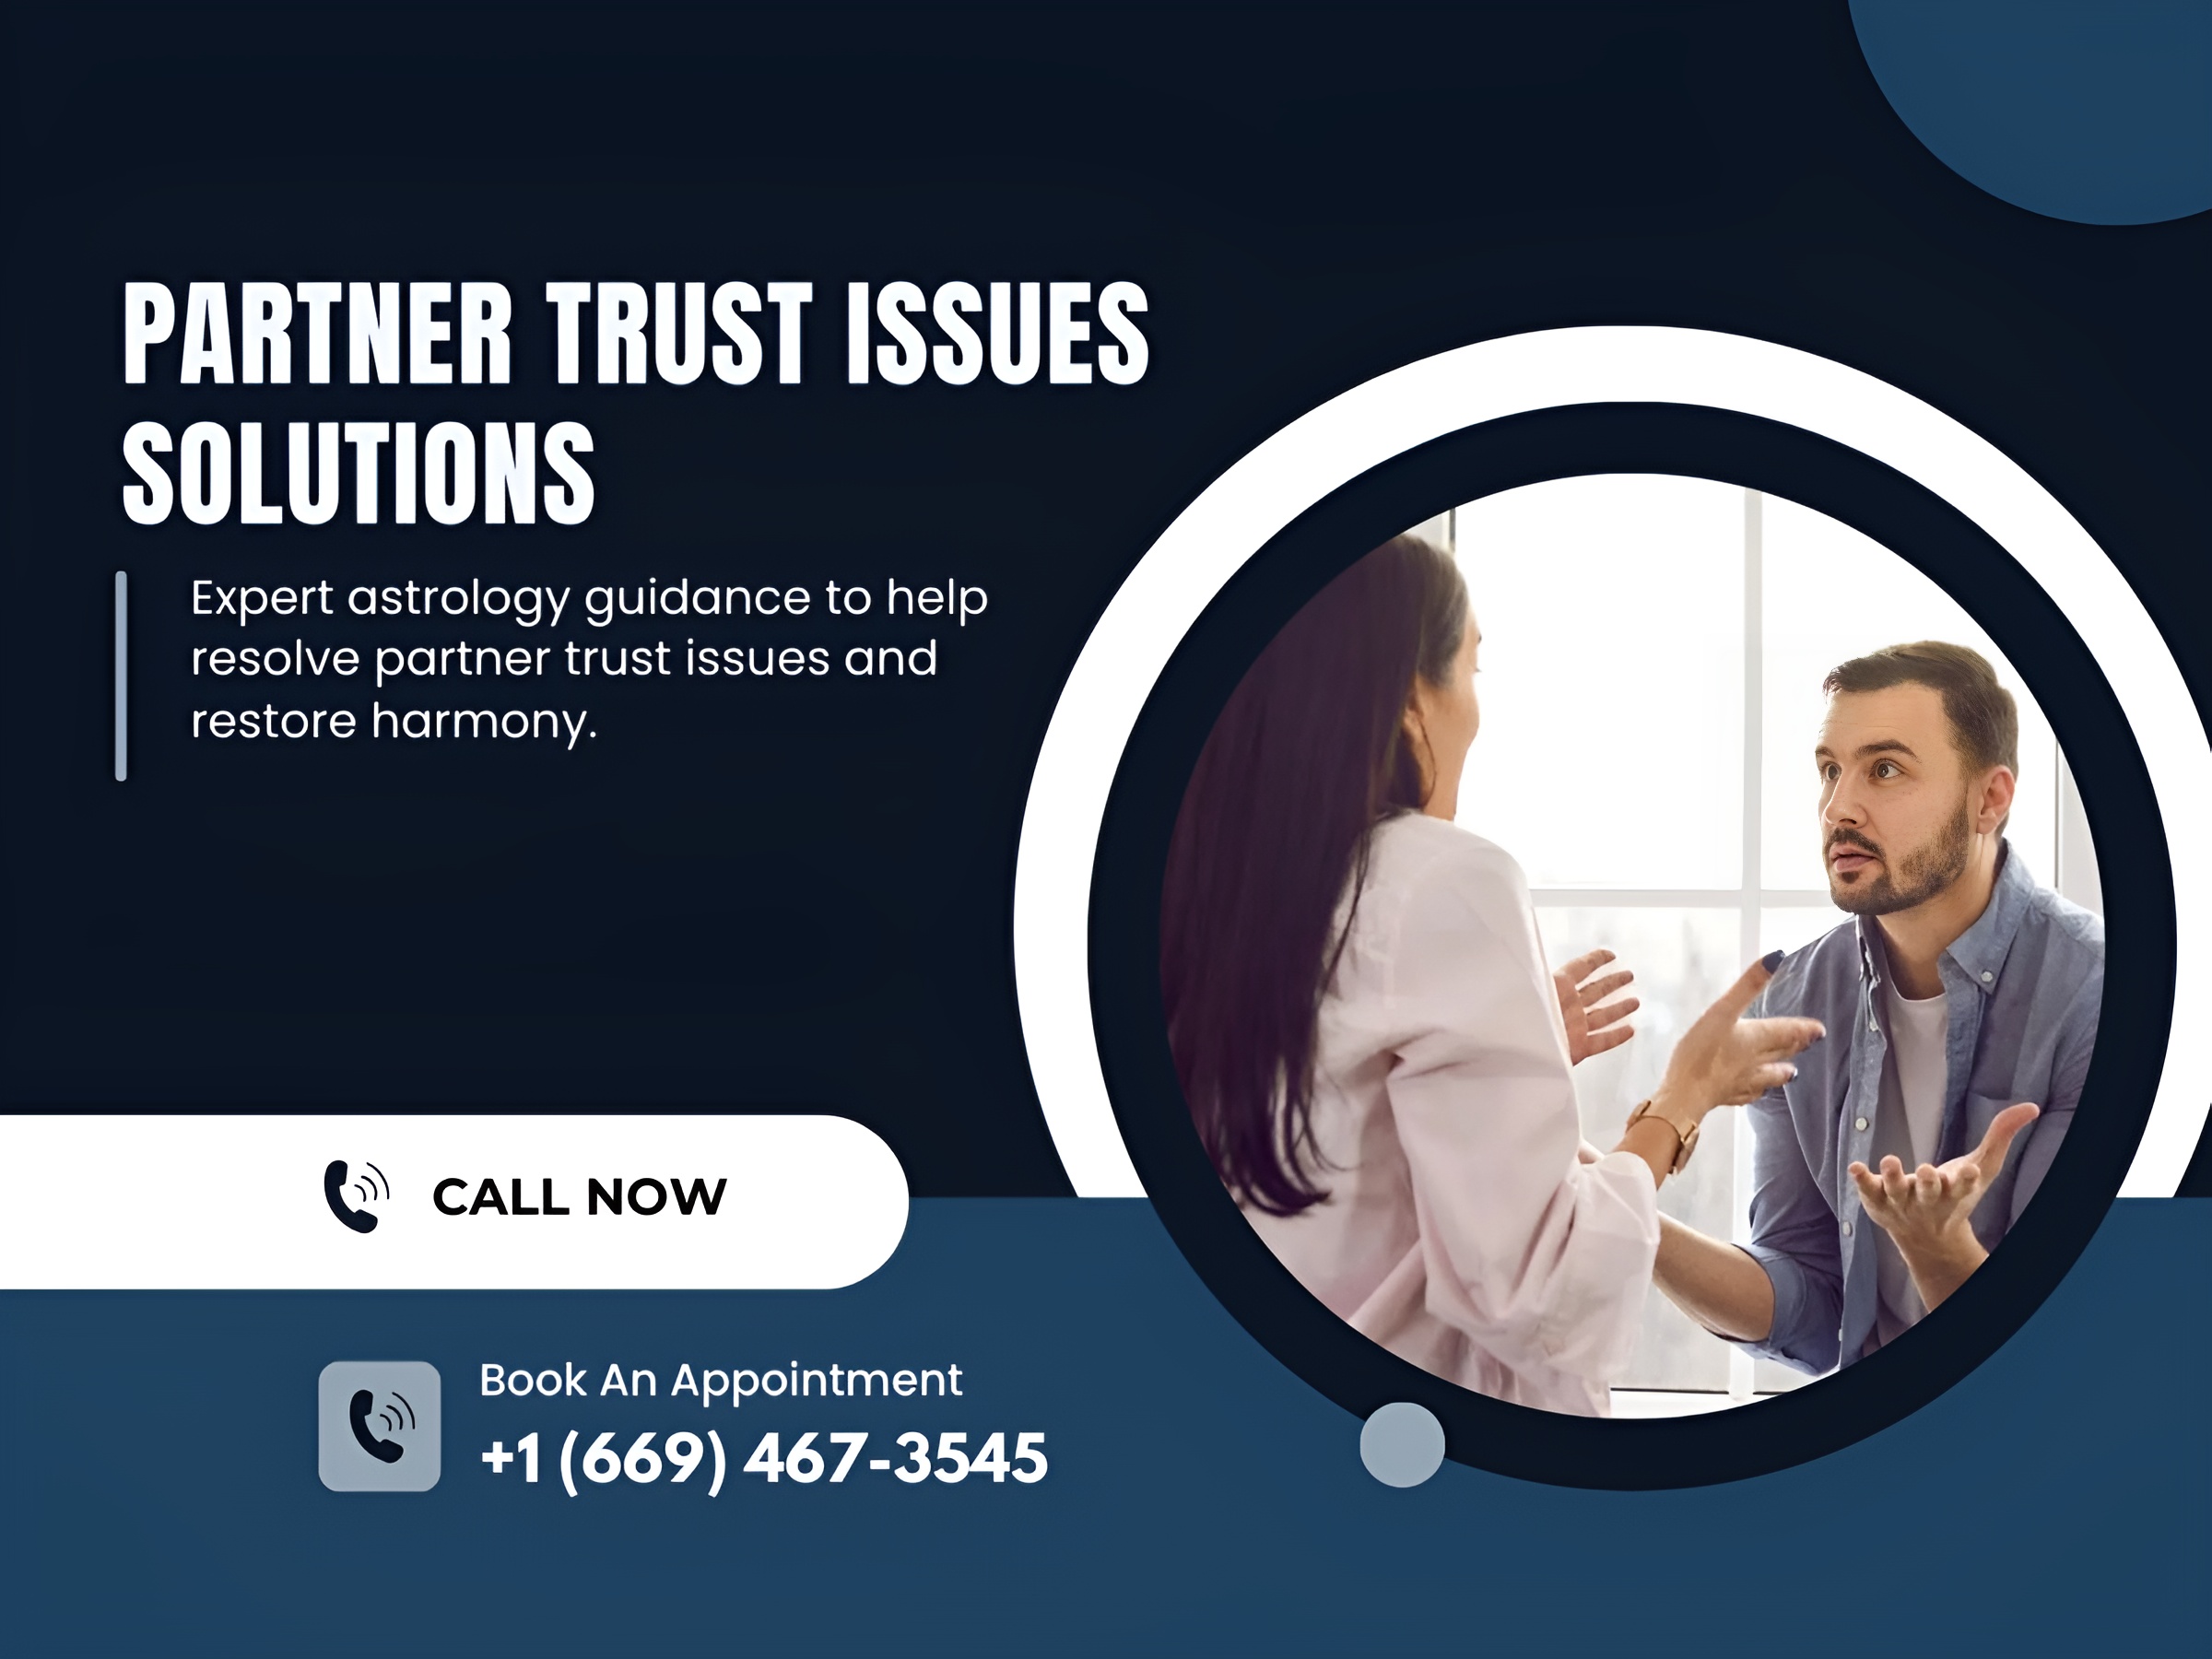 PARTNER TRUST ISSUES
SOLUTIONS
Expert astrology guidance to help
resolve partner trust issues and
restore harmony.
CALL NOW
Book An Appointment
+1 (669) 467-3545